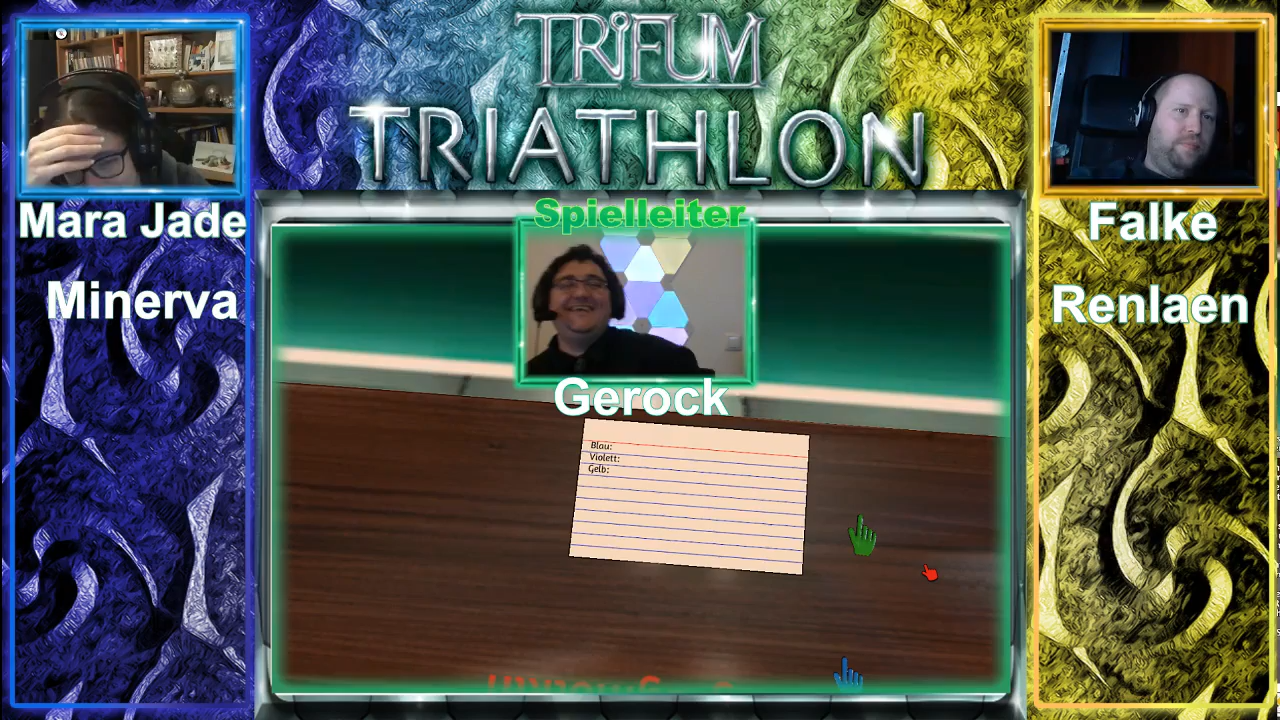 TRiFUM
TRIATHLON
Mara Jade
Minerva
Spielleiter
Gerock
Falke
Renlaen
Blau:
Violett:
Gelb: